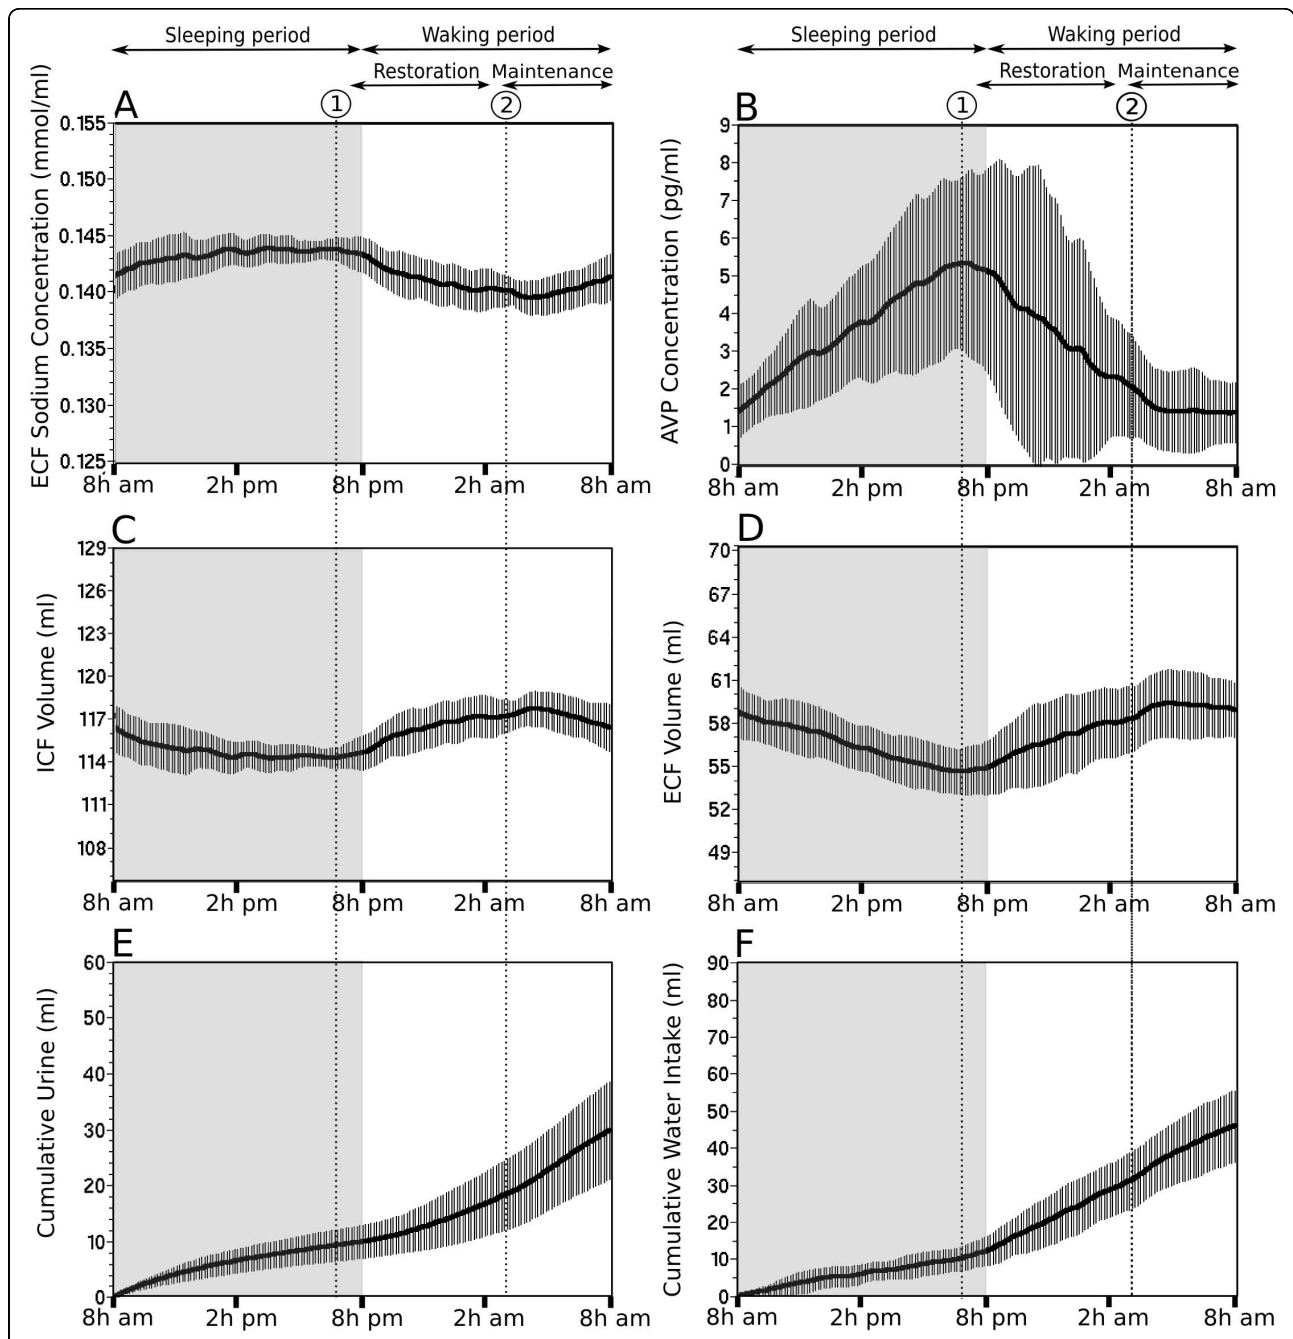 Sleeping period Waking period Sleeping period Waking period
Restoration Maintenance Restoration Maintenance
A 1 2 B 1 2
ECF Sodium Concentration (mmol/ml)
0.155
0.150
0.145
0.140
0.135
0.130
0.125
8h am 2h pm 8h pm 2h am 8h am
AVP Concentration (pg/ml)
9
8
7
6
5
4
3
2
1
0
8h am 2h pm 8h pm 2h am 8h am
C
ICF Volume (ml)
129
126
123
120
117
114
111
108
8h am 2h pm 8h pm 2h am 8h am
D
ECF Volume (ml)
70
67
64
61
58
55
52
49
8h am 2h pm 8h pm 2h am 8h am
E
Cumulative Urine (ml)
60
50
40
30
20
10
0
8h am 2h pm 8h pm 2h am 8h am
F
Cumulative Water Intake (ml)
90
80
70
60
50
40
30
20
10
0
8h am 2h pm 8h pm 2h am 8h am